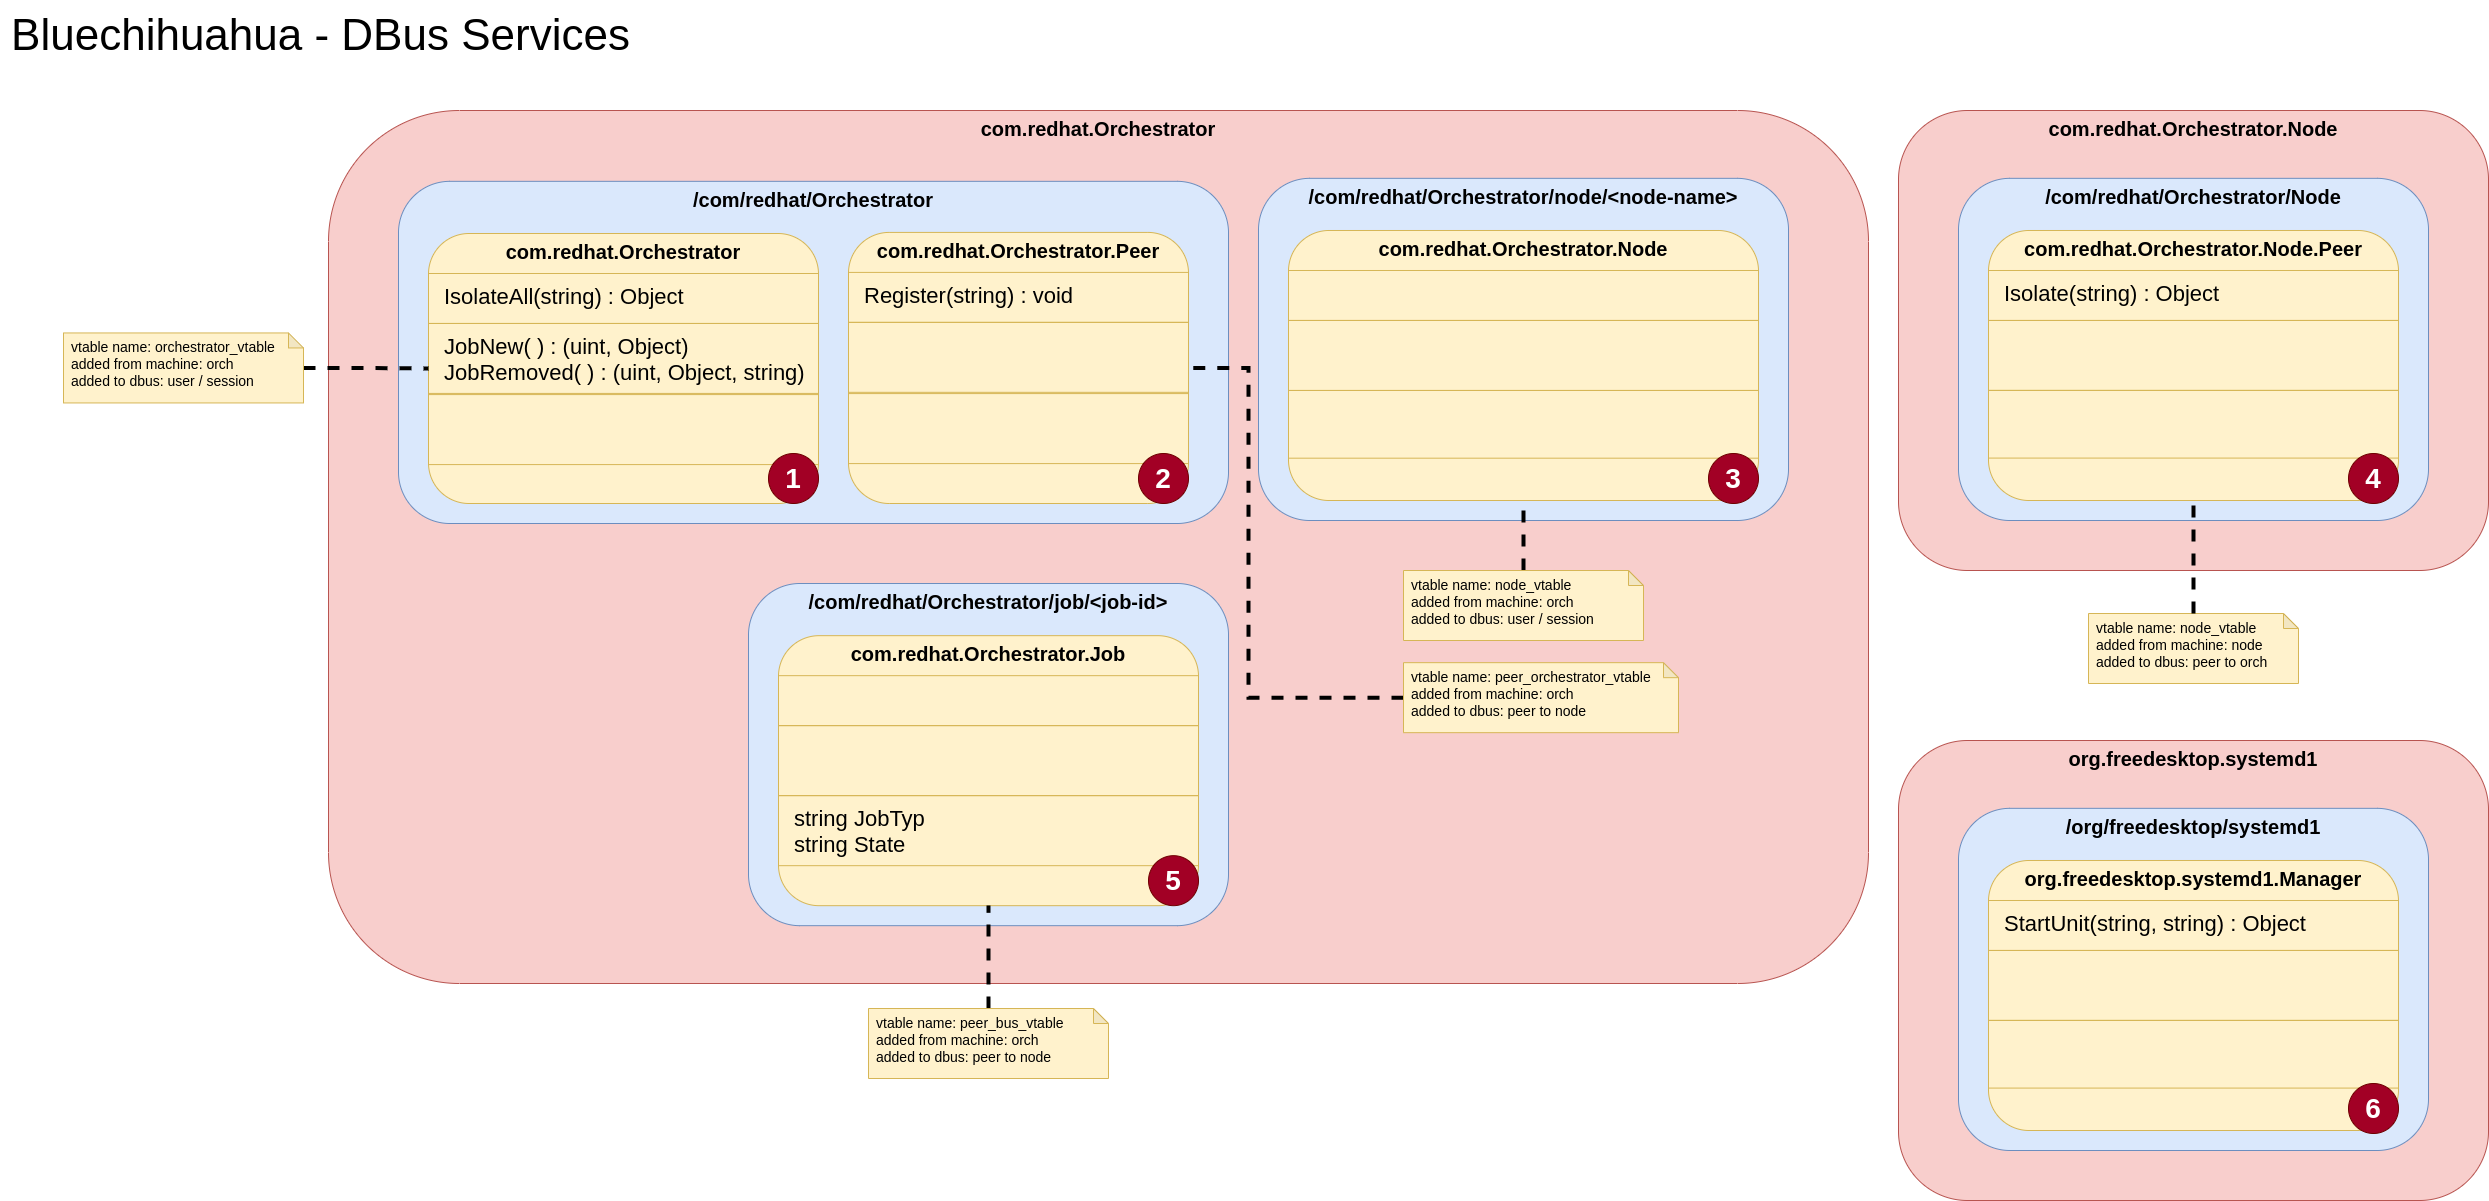 Bluechihuahua - DBus Services
com.redhat.Orchestrator
/com/redhat/Orchestrator
com.redhat.Orchestrator
IsolateAll(string) : Object
JobNew( ) : (uint, Object)
JobRemoved( ) : (uint, Object, string)
1
com.redhat.Orchestrator.Peer
Register(string) : void
2
vtable name: orchestrator_vtable
added from machine: orch
added to dbus: user / session
/com/redhat/Orchestrator/node/<node-name>
com.redhat.Orchestrator.Node
3
vtable name: node_vtable
added from machine: orch
added to dbus: user / session
vtable name: peer_orchestrator_vtable
added from machine: orch
added to dbus: peer to node
/com/redhat/Orchestrator/job/<job-id>
com.redhat.Orchestrator.Job
string JobTyp
string State
5
vtable name: peer_bus_vtable
added from machine: orch
added to dbus: peer to node
com.redhat.Orchestrator.Node
/com/redhat/Orchestrator/Node
com.redhat.Orchestrator.Node.Peer
Isolate(string) : Object
4
vtable name: node_vtable
added from machine: node
added to dbus: peer to orch
org.freedesktop.systemd1
/org/freedesktop/systemd1
org.freedesktop.systemd1.Manager
StartUnit(string, string) : Object
6